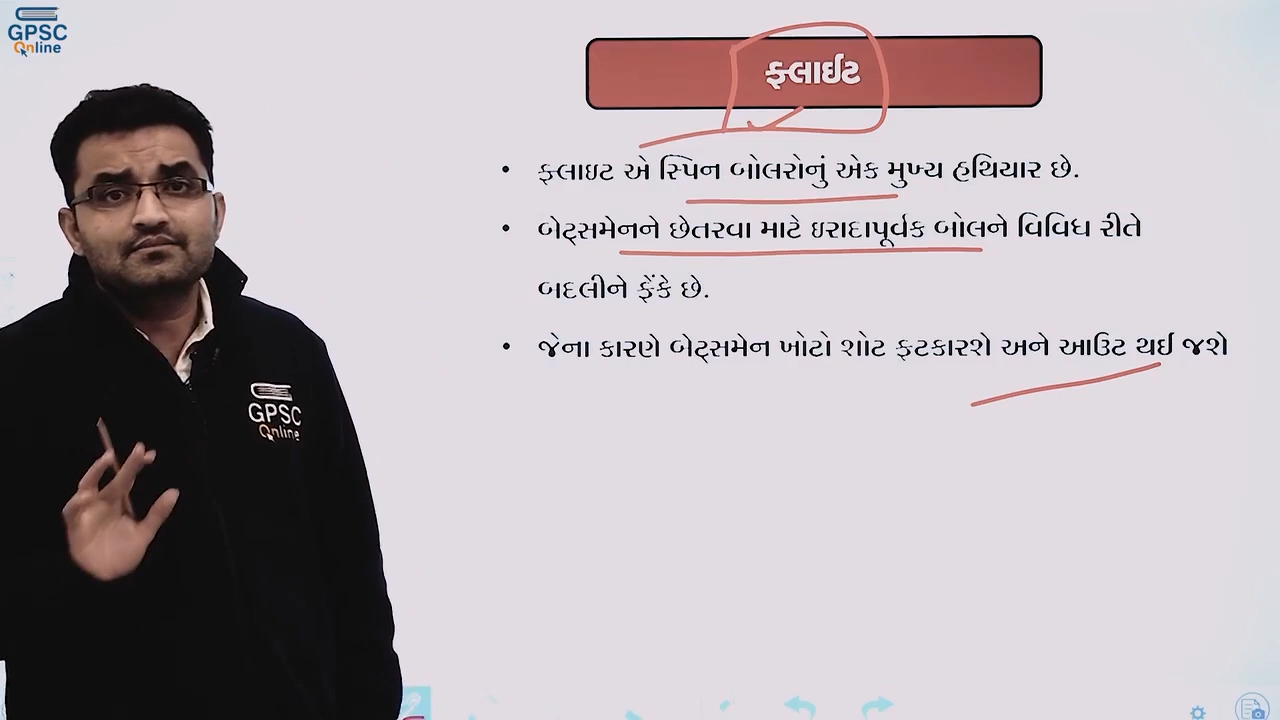 GPSC
Online
ફ્લાઈટ
• ફ્લાઇટ એ સ્પિન બોલરોનું એક મુખ્ય હથિયાર છે.
• બેટ્સમેનને છેતરવા માટે ઇરાદાપૂર્વક બોલને વિવિધ રીતે
બદલીને ફેંકે છે.
• જેના કારણે બેટ્સમેન ખોટો શોટ ફટકારશે અને આઉટ થઈ જશે
GPSC
Online